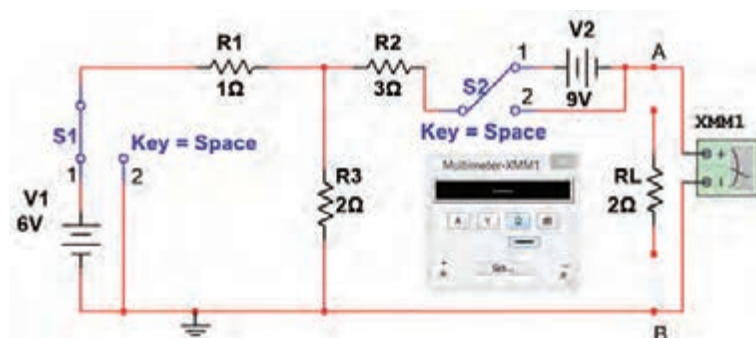 V2
R1
R2
1
A
1Ω
3Ω
S2
9V
2
XMM1
S1
Key = Space
Key = Space
Multimeter-XMM1
1
2
R3
RL
V1
2Ω
2Ω
6V
A
V
Ω
Set...
B